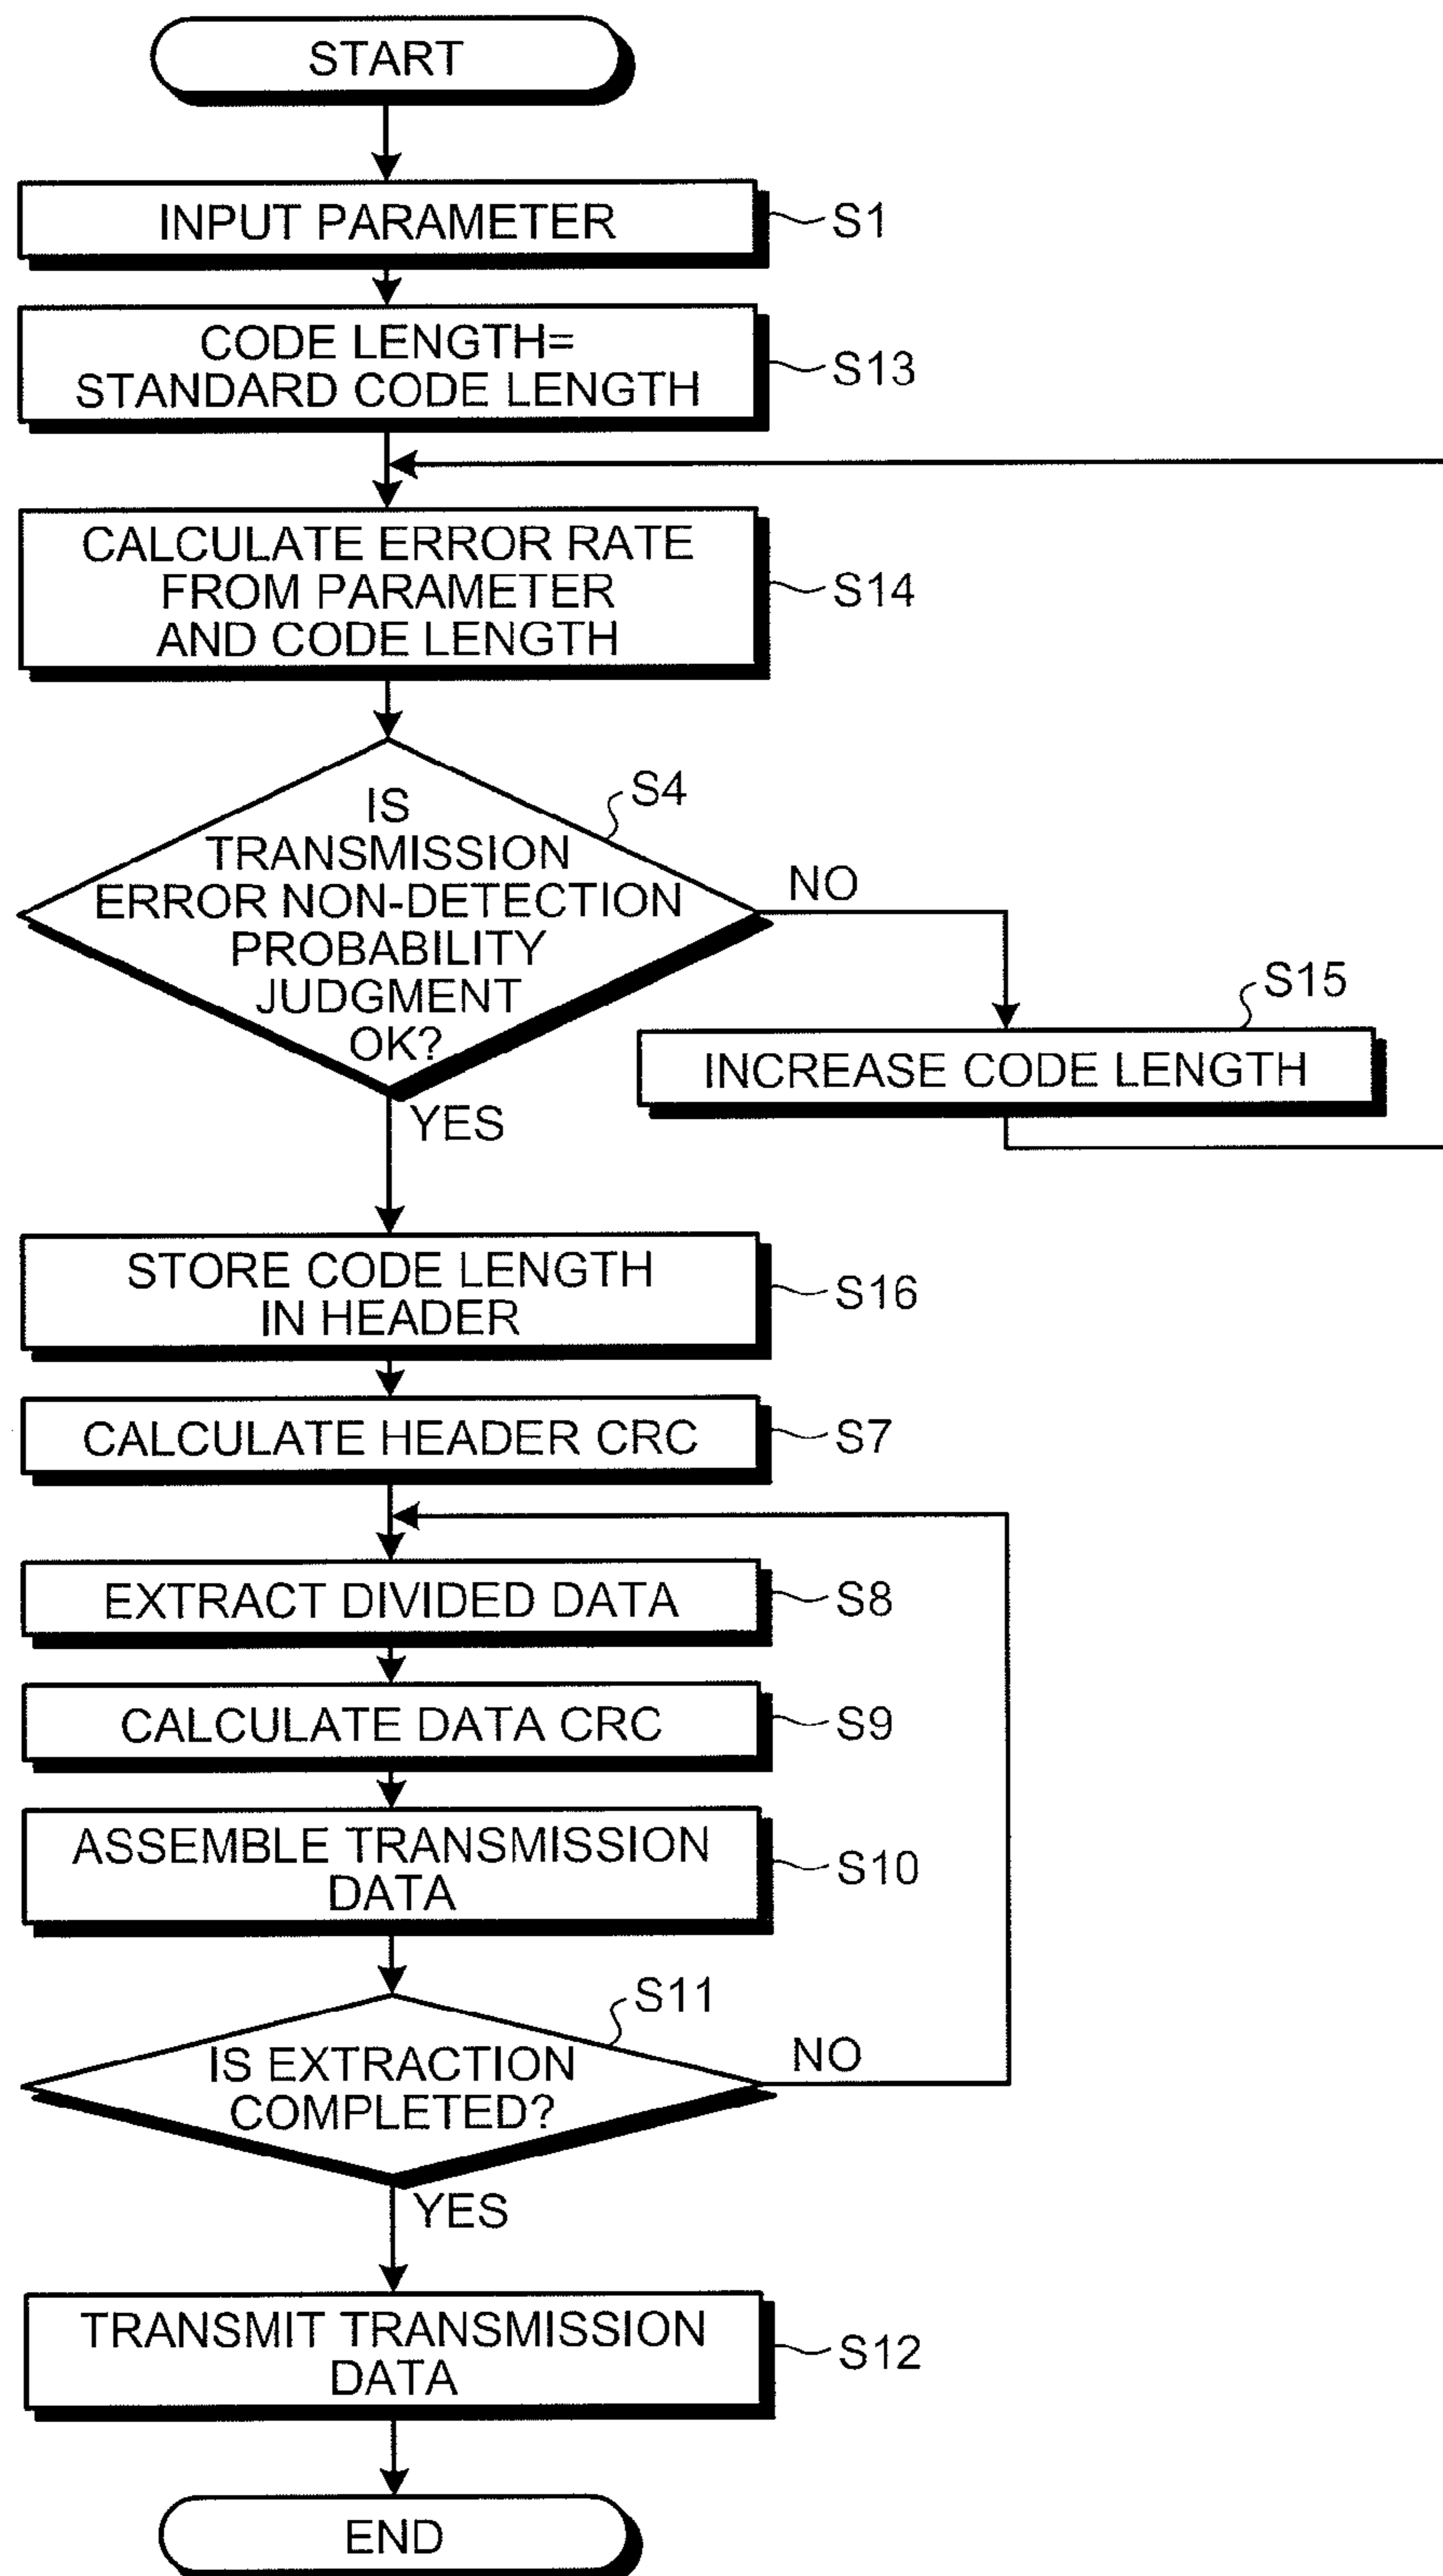 START
INPUT PARAMETER
S1
CODE LENGTH=
STANDARD CODE LENGTH
S13
CALCULATE ERROR RATE
FROM PARAMETER
AND CODE LENGTH
S14
IS
TRANSMISSION
ERROR NON-DETECTION
PROBABILITY
JUDGMENT
OK?
S4
NO
YES
S15
INCREASE CODE LENGTH
STORE CODE LENGTH
IN HEADER
S16
CALCULATE HEADER CRC
S7
EXTRACT DIVIDED DATA
S8
CALCULATE DATA CRC
S9
ASSEMBLE TRANSMISSION
DATA
S10
IS EXTRACTION
COMPLETED?
S11
NO
YES
TRANSMIT TRANSMISSION
DATA
S12
END